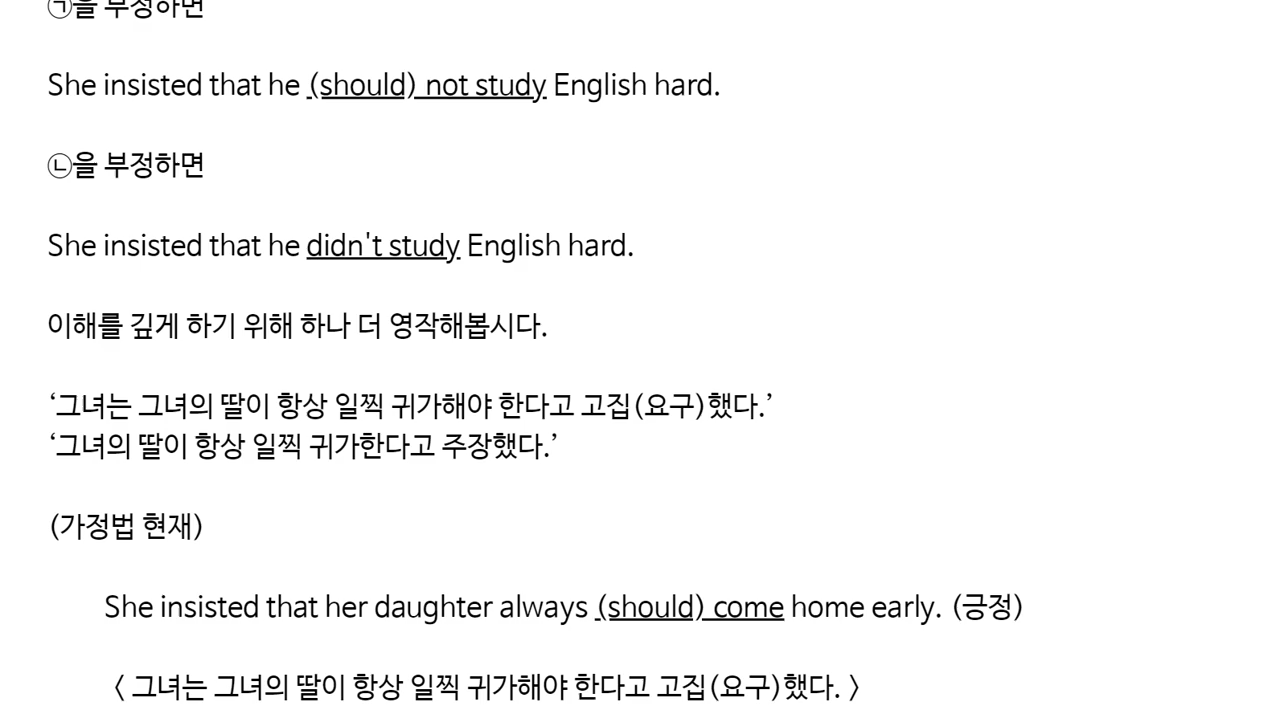 ㉠을 부정하면
She insisted that he (should) not study English hard.
㉡을 부정하면
She insisted that he didn't study English hard.
이해를 깊게 하기 위해 하나 더 영작해봅시다.
‘그녀는 그녀의 딸이 항상 일찍 귀가해야 한다고 고집(요구)했다.’
‘그녀의 딸이 항상 일찍 귀가한다고 주장했다.’
(가정법 현재)
She insisted that her daughter always (should) come home early. (긍정)
〈 그녀는 그녀의 딸이 항상 일찍 귀가해야 한다고 고집(요구)했다. 〉